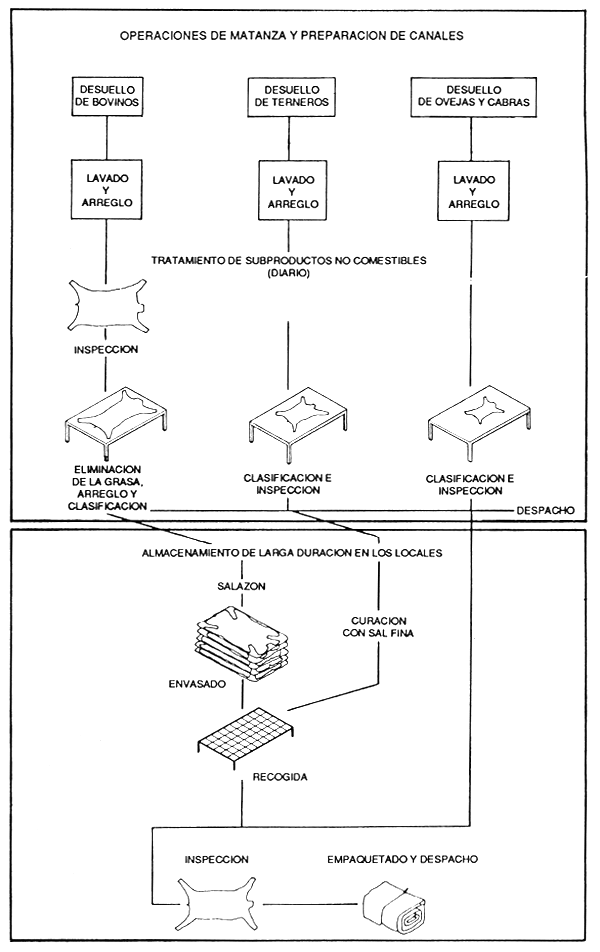 OPERACIONES DE MATANZA Y PREPARACION DE CANALES
DESUELLO
DE BOVINOS
DESUELLO
DE TERNEROS
DESUELLO
DE OVEJAS Y CABRAS
LAVADO
Y
ARREGLO
LAVADO
Y
ARREGLO
LAVADO
Y
ARREGLO
TRATAMIENTO DE SUBPRODUCTOS NO COMESTIBLES
(DIARIO)
INSPECCION
ELIMINACION
DE LA GRASA,
ARREGLO Y
CLASIFICACION
CLASIFICACION E
INSPECCION
CLASIFICACION E
INSPECCION
DESPACHO
ALMACENAMIENTO DE LARGA DURACION EN LOS LOCALES
SALAZON
CURACION
CON SAL FINA
ENVASADO
RECOGIDA
INSPECCION
EMPAQUETADO Y DESPACHO